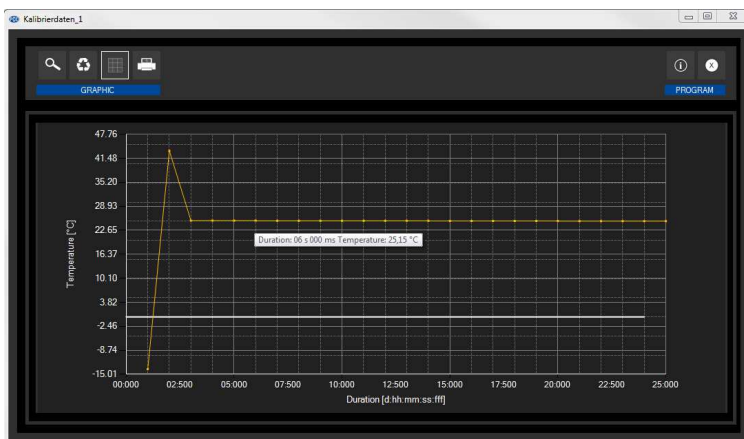 Kalibrierdaten_1
GRAPHIC
PROGRAM
47.76
41.48
35.20
28.93
22.65
16.37
10.10
3.82
-2.46
-8.74
-15.01
Temperature [°C]
Duration: 06 s 000 ms Temperature: 25,15 °C
00:000 02:500 05:000 07:500 10:000 12:500 15:000 17:500 20:000 22:500 25:000
Duration [d:hh:mm:ss:fff]